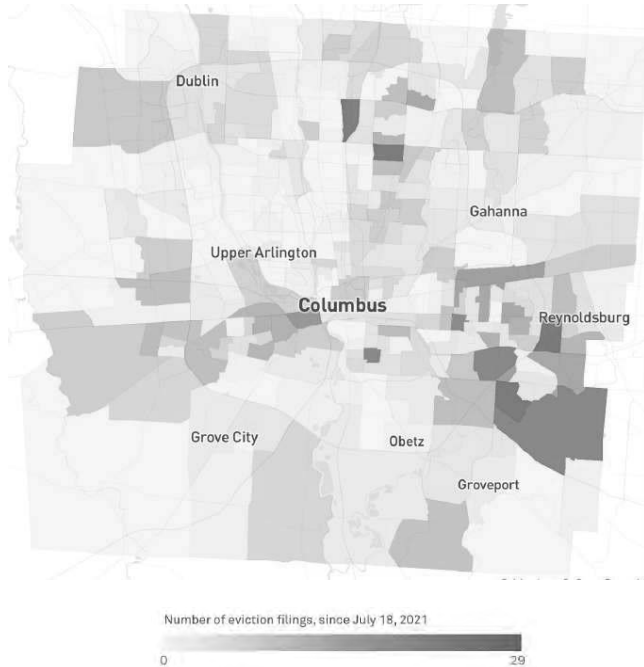 Dublin
Gahanna
Upper Arlington
Columbus
Reynoldsburg
Grove City
Obetz
Groveport
Number of eviction filings, since July 18, 2021
0 29